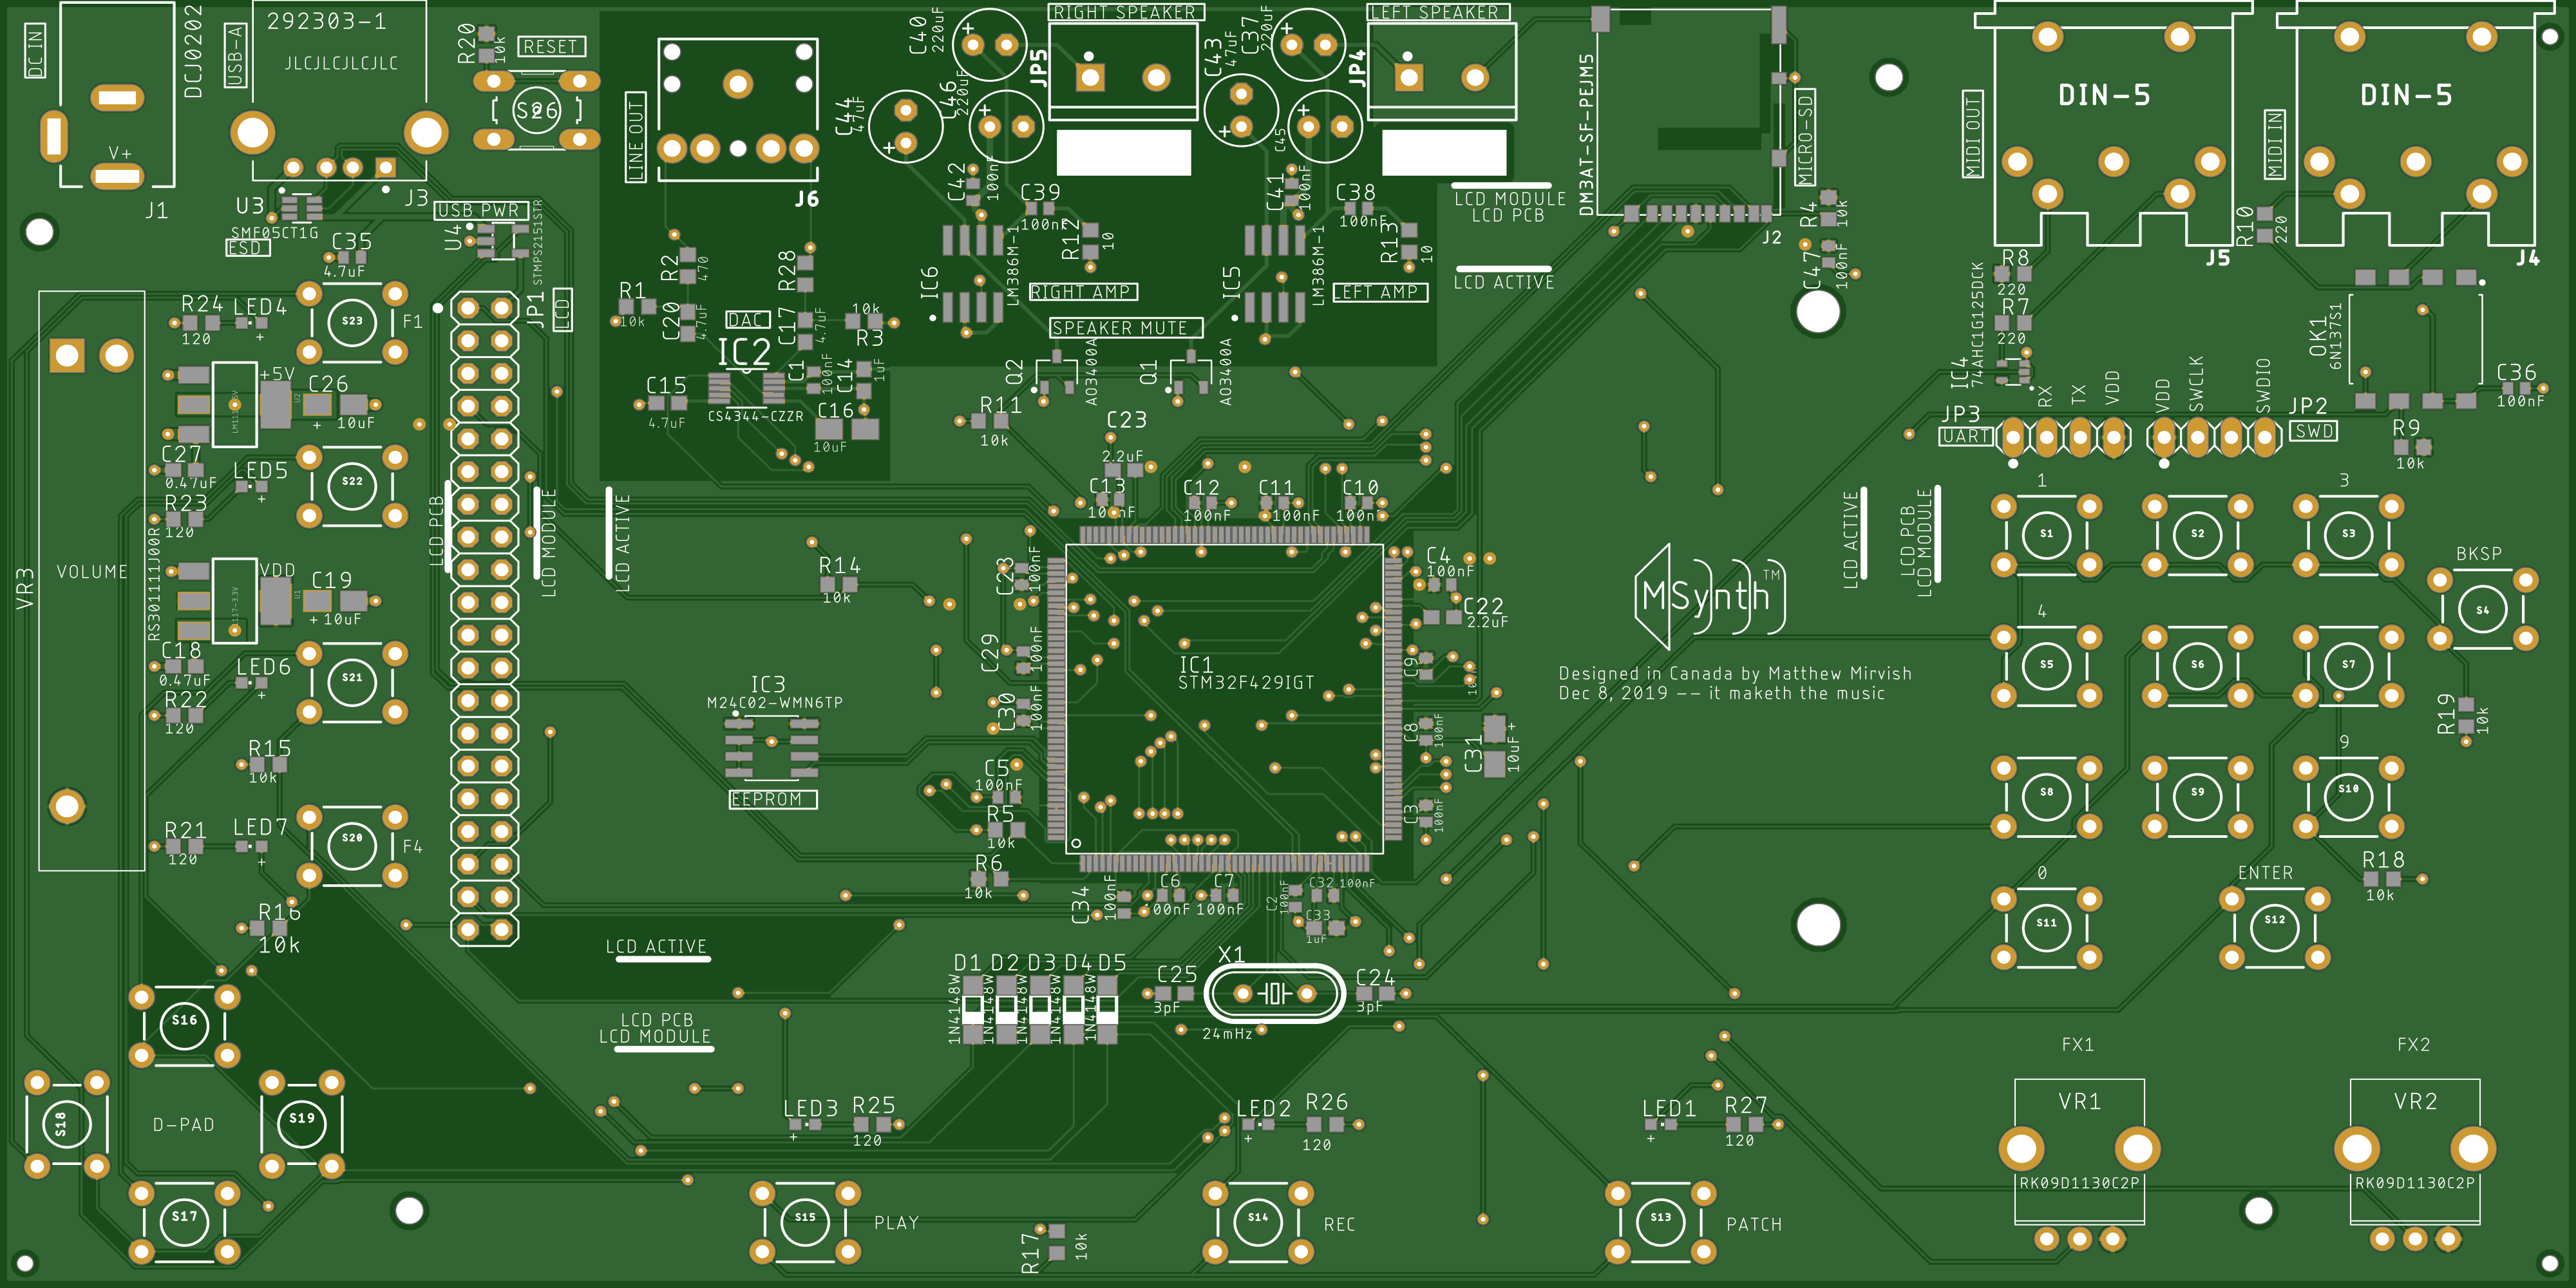 DC IN
DCJ0202
V+
J1
USB-A
292303-1
JLCJLCJLCJLC
J3
R20
10k
RESET
S26
LINE OUT
J6
C40
220uF
C44
47uF
C46
220uF
RIGHT SPEAKER
JP5
C37
220uF
C43
47uF
C45
LEFT SPEAKER
JP4
DM3AT-SF-PEJM5
J2
MICRO-SD
MIDI OUT
DIN-5
J5
MIDI IN
DIN-5
J4
U3
SMF05CT1G
ESD
C35
4.7uF
USB PWR
U4
STMPS2151STR
JP1
LCD
R1
10k
R2
470
C20
4.7uF
R28
C17
4.7uF
10k
R3
DAC
IC2
CS4344-CZZR
C1
100nF
C14
1uF
C15
4.7uF
C16
10uF
C42
100nF
C39
100nF
R12
10
IC6
LM386M-1
RIGHT AMP
C41
100nF
C38
100nF
R13
10
IC5
LM386M-1
LEFT AMP
SPEAKER MUTE
Q2
AO3400A
Q1
AO3400A
R11
10k
LCD MODULE
LCD PCB
LCD ACTIVE
R4
10k
C47
100nF
R8
220
R7
220
IC4
74AHC1G125DCK
R10
220
OK1
6N137S1
C36
100nF
R9
10k
JP3
UART
RX
TX
VDD
VDD
SWCLK
SWDIO
JP2
SWD
R24
120
LED4
+
S23
F1
+5V
C26
+
10uF
U2
C27
0.47uF
LED5
+
S22
R23
120
VR3
VOLUME
RS301111J00R
VDD
C19
+ 10uF
U1
C18
0.47uF
LED6
+
S21
R22
120
R15
10k
R21
120
LED7
+
S20
F4
R16
10k
LCD PCB
LCD MODULE
LCD ACTIVE
R14
10k
IC3
M24C02-WMN6TP
EEPROM
C23
2.2uF
C13
100nF
C12
100nF
C11
100nF
C10
100nF
C28
100nF
C29
100nF
C30
100nF
C5
100nF
R5
10k
R6
10k
IC1
STM32F429IGT
C4
100nF
C22
2.2uF
C9
C8
100nF
C31
10uF
+
C3
100nF
C34
100nF
C6
100nF
C7
100nF
C2
100nF
C32
100nF
C33
1uF
MSynth
TM
Designed in Canada by Matthew Mirvish
Dec 8, 2019 -- it maketh the music
LCD ACTIVE
LCD PCB
LCD MODULE
1
S1
S2
3
S3
BKSP
S4
4
S5
S6
S7
R19
10k
S8
S9
9
S10
0
S11
ENTER
S12
R18
10k
LCD ACTIVE
LCD PCB
LCD MODULE
D1
D2
D3
D4
D5
1N4148W
1N4148W
1N4148W
1N4148W
1N4148W
C25
3pF
X1
24mHz
C24
3pF
S16
S18
D-PAD
S19
S17
LED3
+
R25
120
LED2
+
R26
120
LED1
+
R27
120
S15
PLAY
R17
10k
S14
REC
S13
PATCH
FX1
VR1
RK09D1130C2P
FX2
VR2
RK09D1130C2P